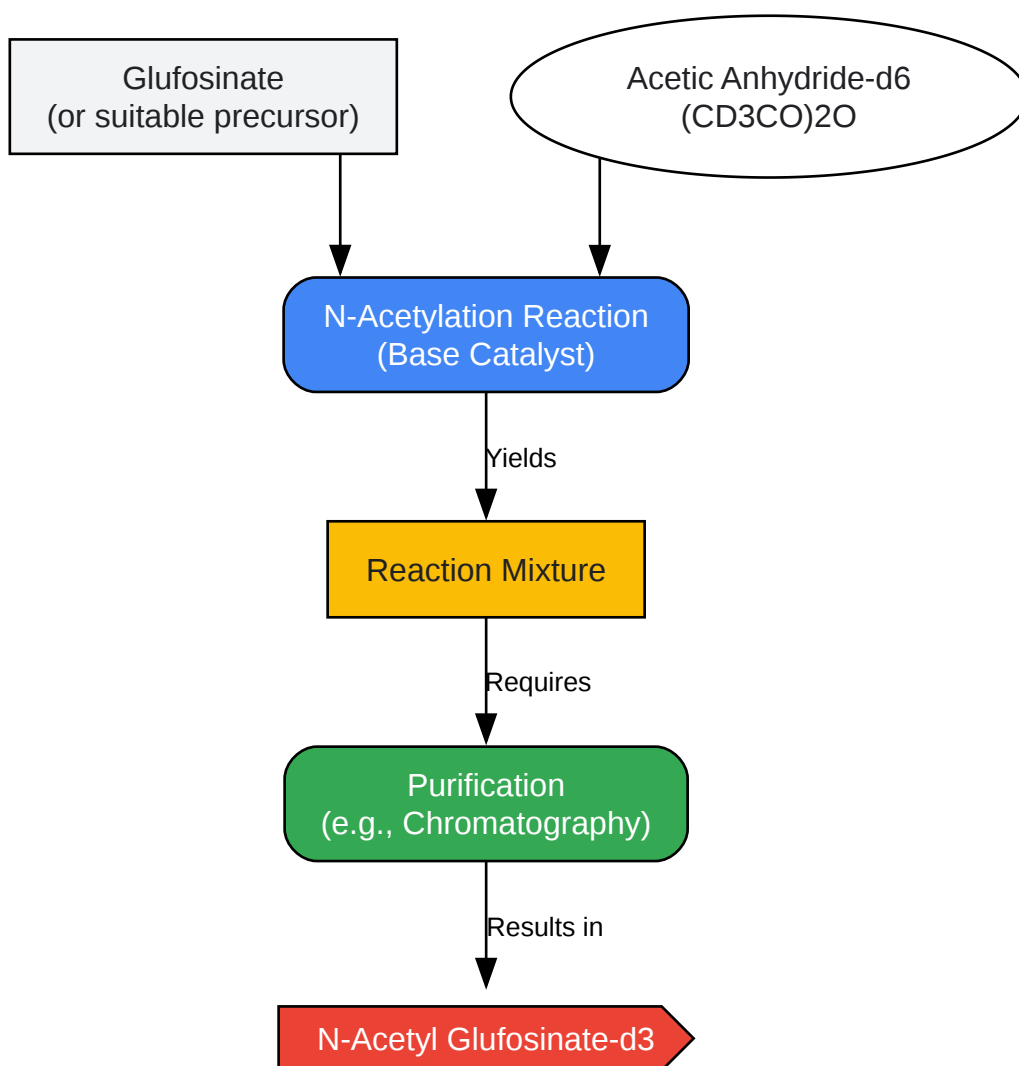 Glufosinate
(or suitable precursor)
Acetic Anhydride-d6
(CD3CO)2O
N-Acetylation Reaction
(Base Catalyst)
Yields
Reaction Mixture
Requires
Purification
(e.g., Chromatography)
Results in
N-Acetyl Glufosinate-d3